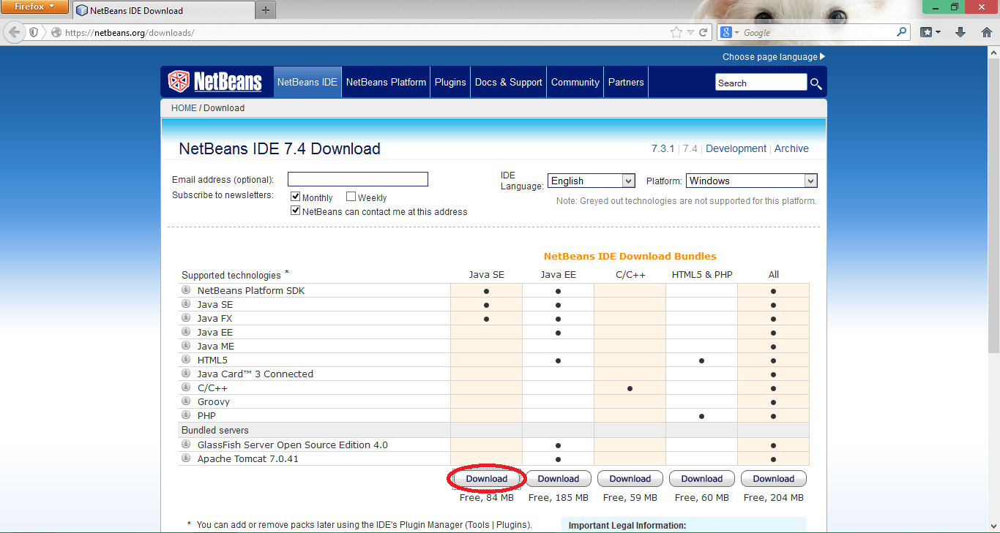 Firefox
NetBeans IDE Download
https://netbeans.org/downloads/
Google
Choose page language
NetBeans
NetBeans IDE
NetBeans Platform
Plugins
Docs & Support
Community
Partners
Search
HOME / Download
NetBeans IDE 7.4 Download
7.3.1 | 7.4 | Development | Archive
Email address (optional):
IDE Language:
English
Platform:
Windows
Subscribe to newsletters:
Monthly
Weekly
NetBeans can contact me at this address
Note: Greyed out technologies are not supported for this platform.
NetBeans IDE Download Bundles
Supported technologies * Java SE Java EE C/C++ HTML5 & PHP All
NetBeans Platform SDK • • •
Java SE • • •
Java FX • • •
Java EE • •
Java ME •
HTML5 • • •
Java Card™ 3 Connected •
C/C++ • •
Groovy •
PHP • •
Bundled servers
GlassFish Server Open Source Edition 4.0 • •
Apache Tomcat 7.0.41 • •
Download Download Download Download Download
Free, 84 MB Free, 185 MB Free, 59 MB Free, 60 MB Free, 204 MB
* You can add or remove packs later using the IDE's Plugin Manager (Tools | Plugins).
Important Legal Information: